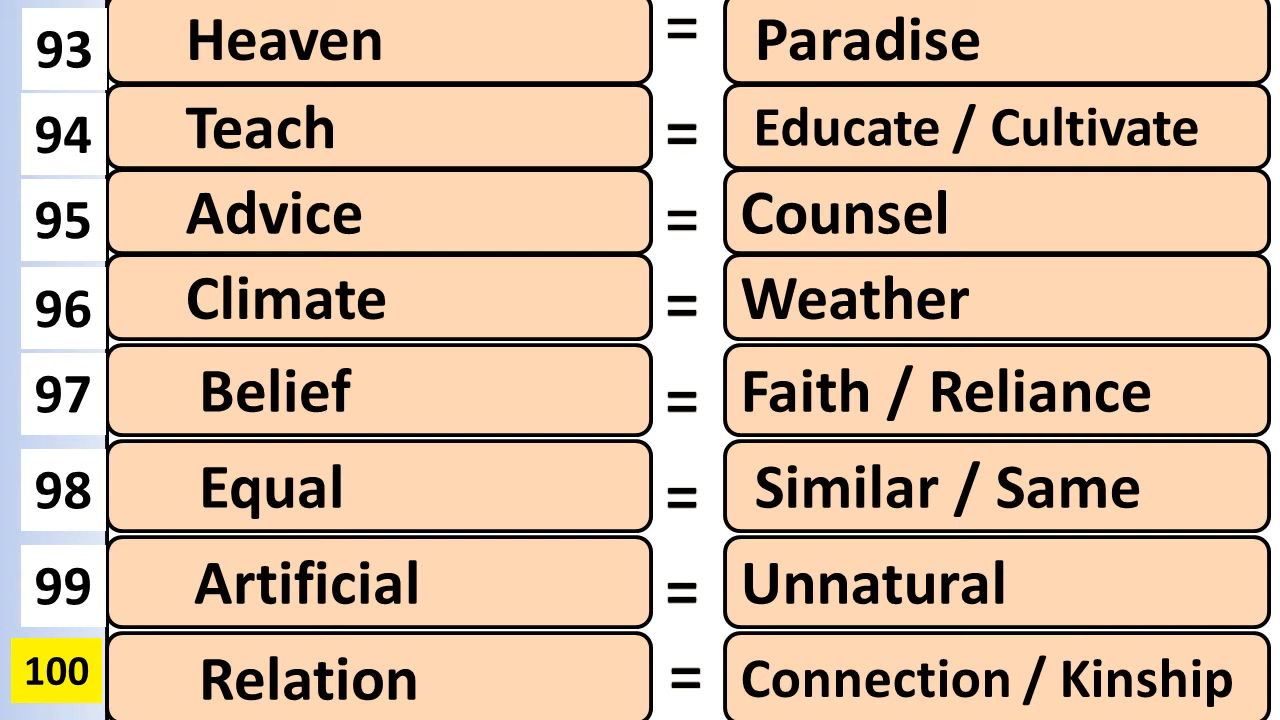 93 Heaven = Paradise
94 Teach = Educate / Cultivate
95 Advice = Counsel
96 Climate = Weather
97 Belief = Faith / Reliance
98 Equal = Similar / Same
99 Artificial = Unnatural
100 Relation = Connection / Kinship